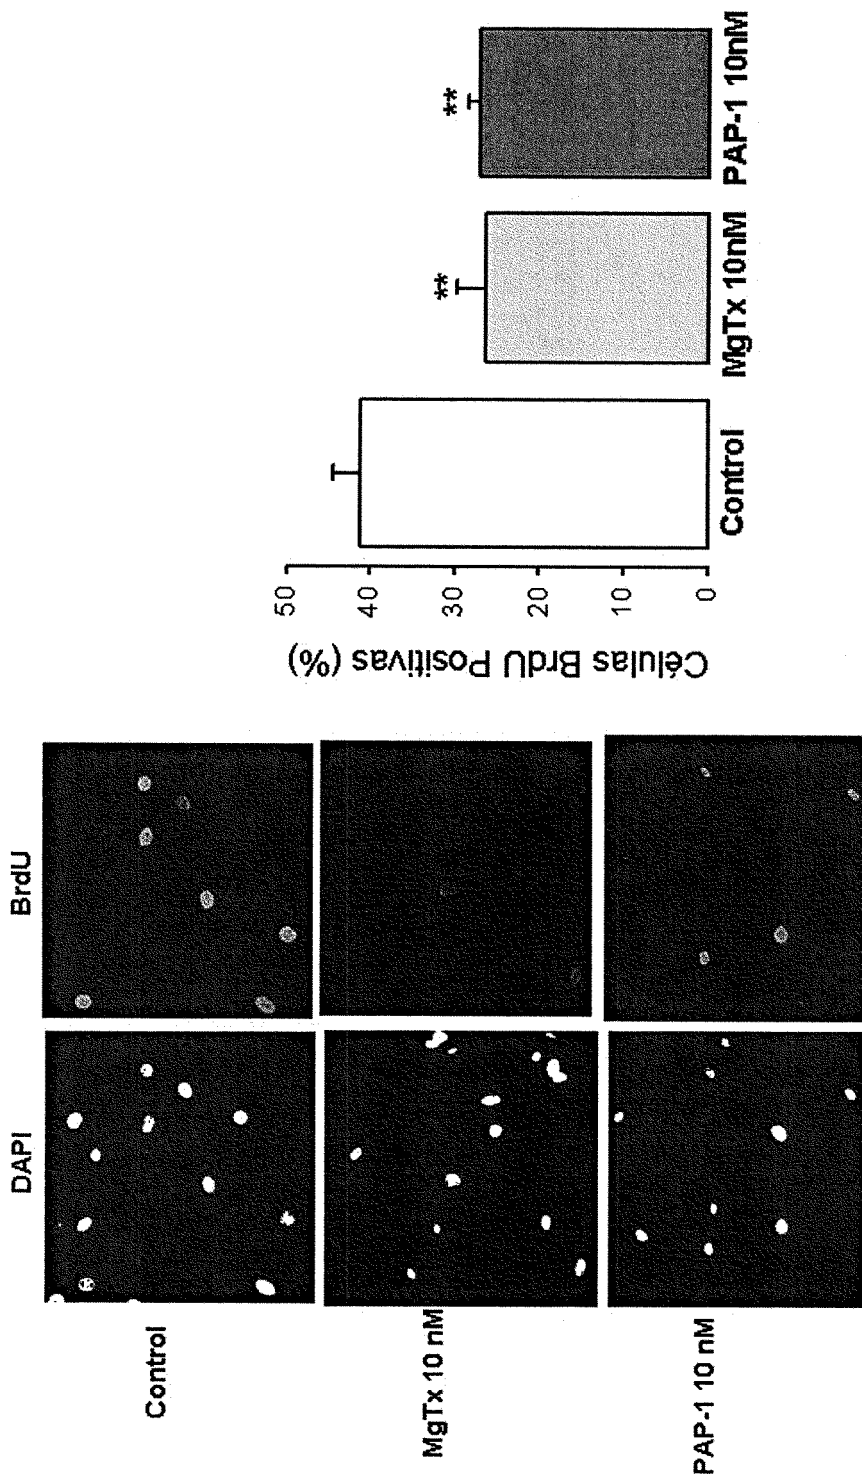 DAPI
BrdU
Control
MgTx 10 nM
PAP-1 10 nM
Células BrdU Positivas (%)
50
40
30
20
10
0
**
**
Control
MgTx 10nM
PAP-1 10nM